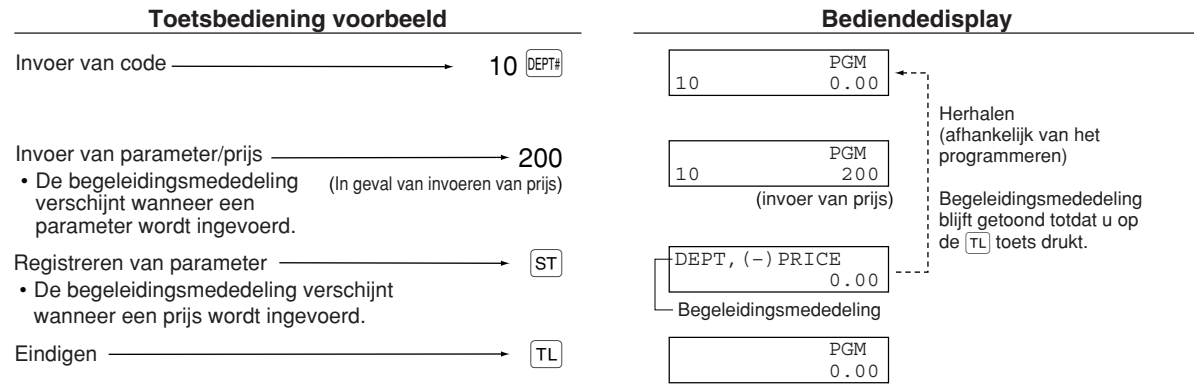 Toetsbediening voorbeeld
Bediendedisplay
Invoer van code 10 DEPT#
PGM
10 0.00
Herhalen
(afhankelijk van het
programmeren)
Invoer van parameter/prijs 200
• De begeleidingsmededeling (In geval van invoeren van prijs)
verschijnt wanneer een
parameter wordt ingevoerd.
PGM
10 200
(invoer van prijs)
Begeleidingsmededeling
blijft getoond totdat u op
de TL toets drukt.
Registreren van parameter ST
• De begeleidingsmededeling verschijnt
wanneer een prijs wordt ingevoerd.
DEPT,(-)PRICE
0.00
Begeleidingsmededeling
Eindigen TL
PGM
0.00